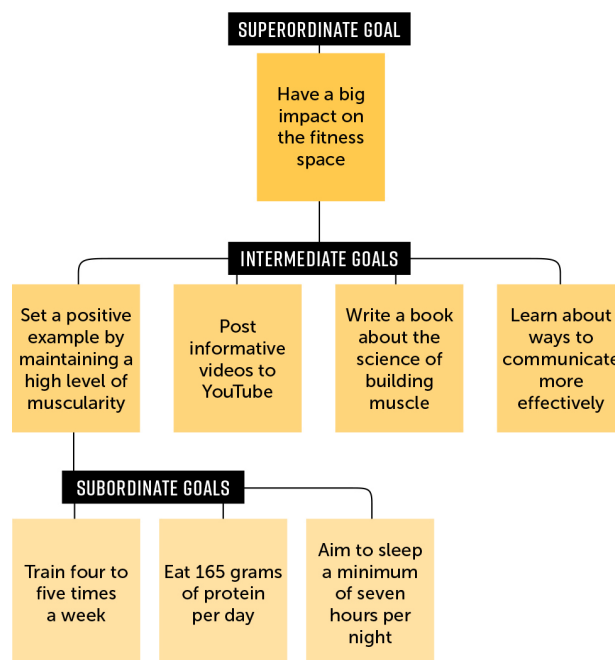 SUPERORDINATE GOAL
Have a big
impact on
the fitness
space
INTERMEDIATE GOALS
Set a positive
example by
maintaining a
high level of
muscularity
Post
informative
videos to
YouTube
Write a book
about the
science of
building
muscle
Learn about
ways to
communicate
more
effectively
SUBORDINATE GOALS
Train four to
five times
a week
Eat 165 grams
of protein
per day
Aim to sleep
a minimum
of seven
hours per
night